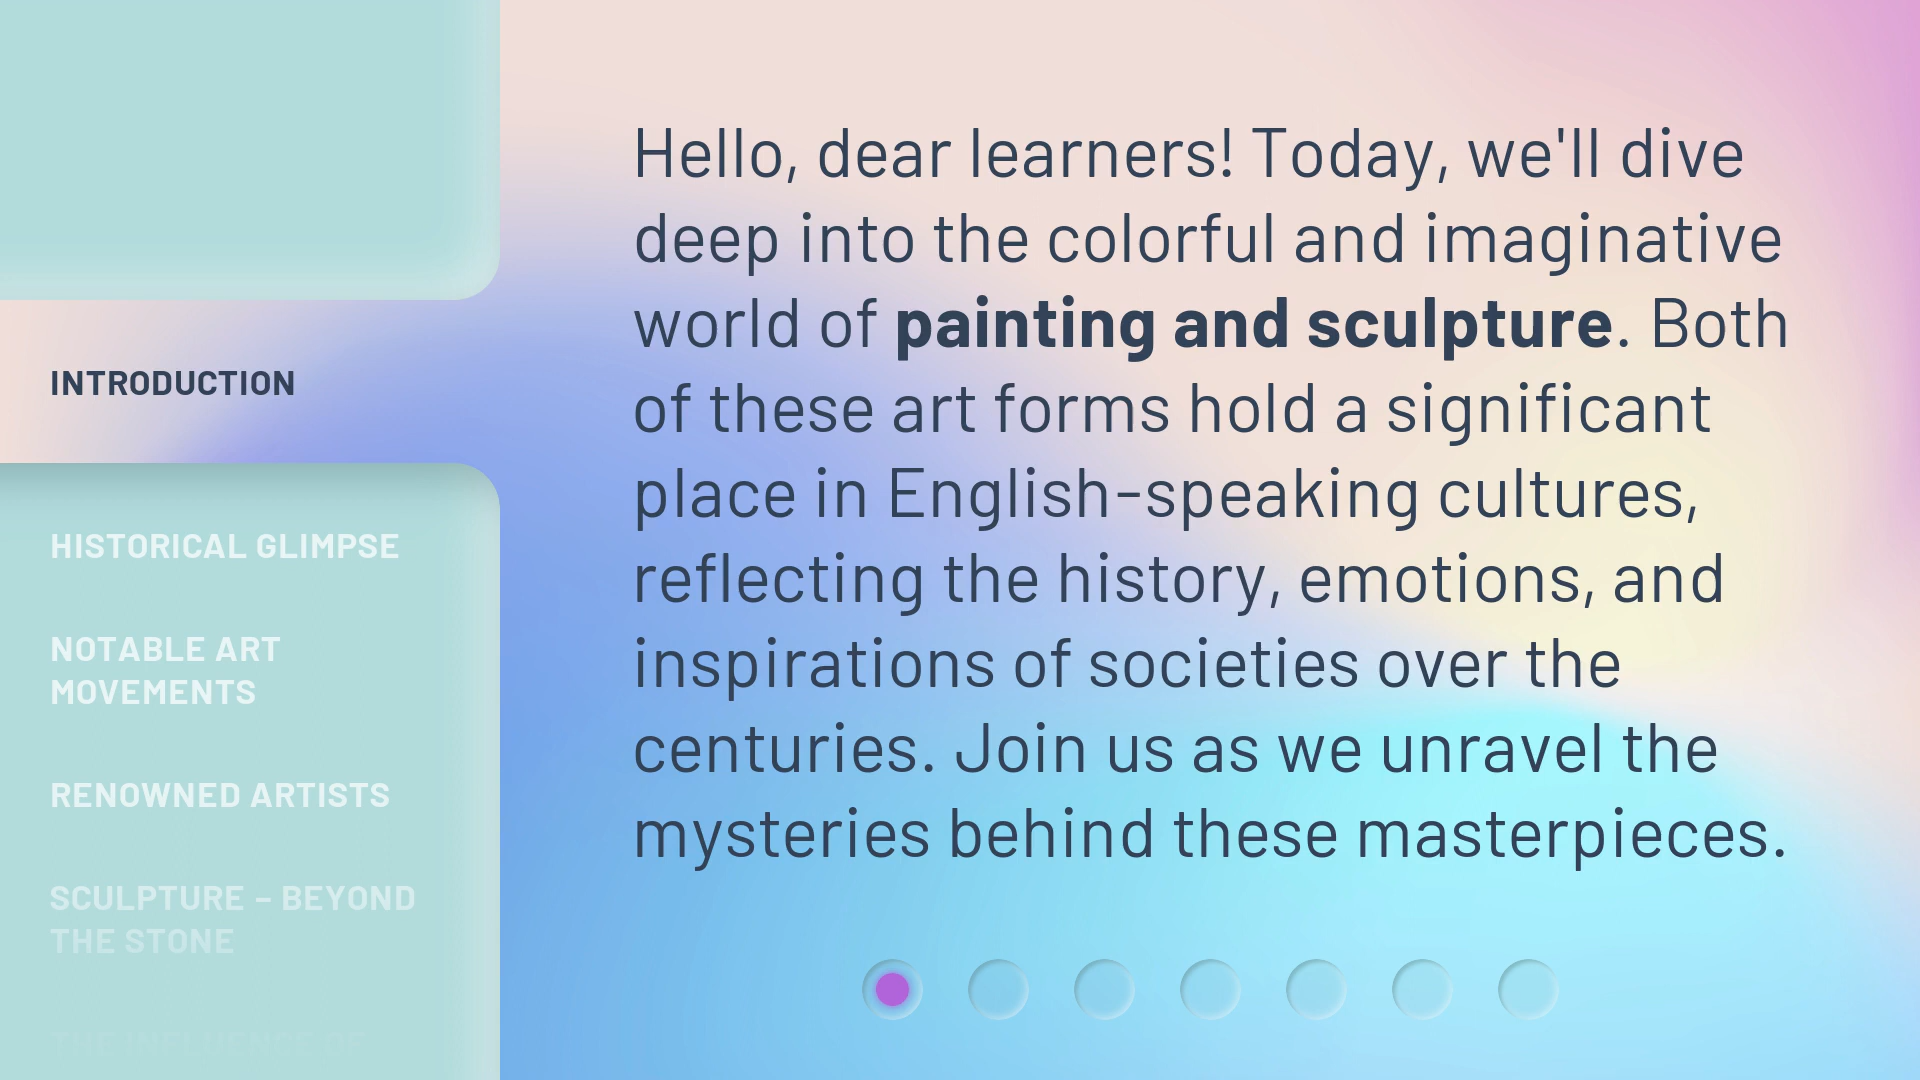 INTRODUCTION
HISTORICAL GLIMPSE
NOTABLE ART
MOVEMENTS
RENOWNED ARTISTS
SCULPTURE – BEYOND
THE STONE
THE INFLUENCE OF
Hello, dear learners! Today, we'll dive
deep into the colorful and imaginative
world of painting and sculpture. Both
of these art forms hold a significant
place in English-speaking cultures,
reflecting the history, emotions, and
inspirations of societies over the
centuries. Join us as we unravel the
mysteries behind these masterpieces.